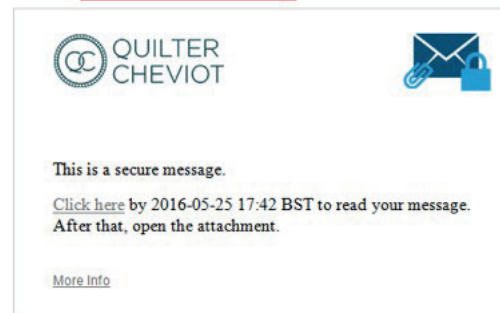 QUILTER
CHEVIOT
This is a secure message.
Click here by 2016-05-25 17:42 BST to read your message.
After that, open the attachment.
More Info